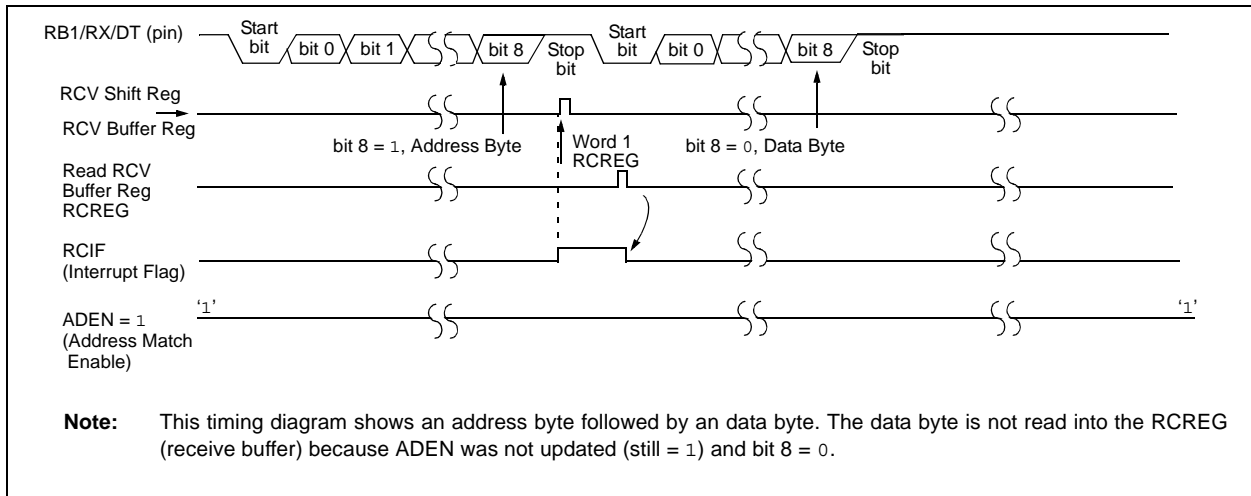 RB1/RX/DT (pin)
Start
bit
bit 0
bit 1
bit 8
Stop
bit
Start
bit
bit 0
bit 8
Stop
bit
RCV Shift Reg
RCV Buffer Reg
bit 8 = 1, Address Byte
Word 1
RCREG
bit 8 = 0, Data Byte
Read RCV
Buffer Reg
RCREG
RCIF
(Interrupt Flag)
‘1’
‘1’
ADEN = 1
(Address Match
Enable)
Note: This timing diagram shows an address byte followed by an data byte. The data byte is not read into the RCREG
(receive buffer) because ADEN was not updated (still = 1) and bit 8 = 0.